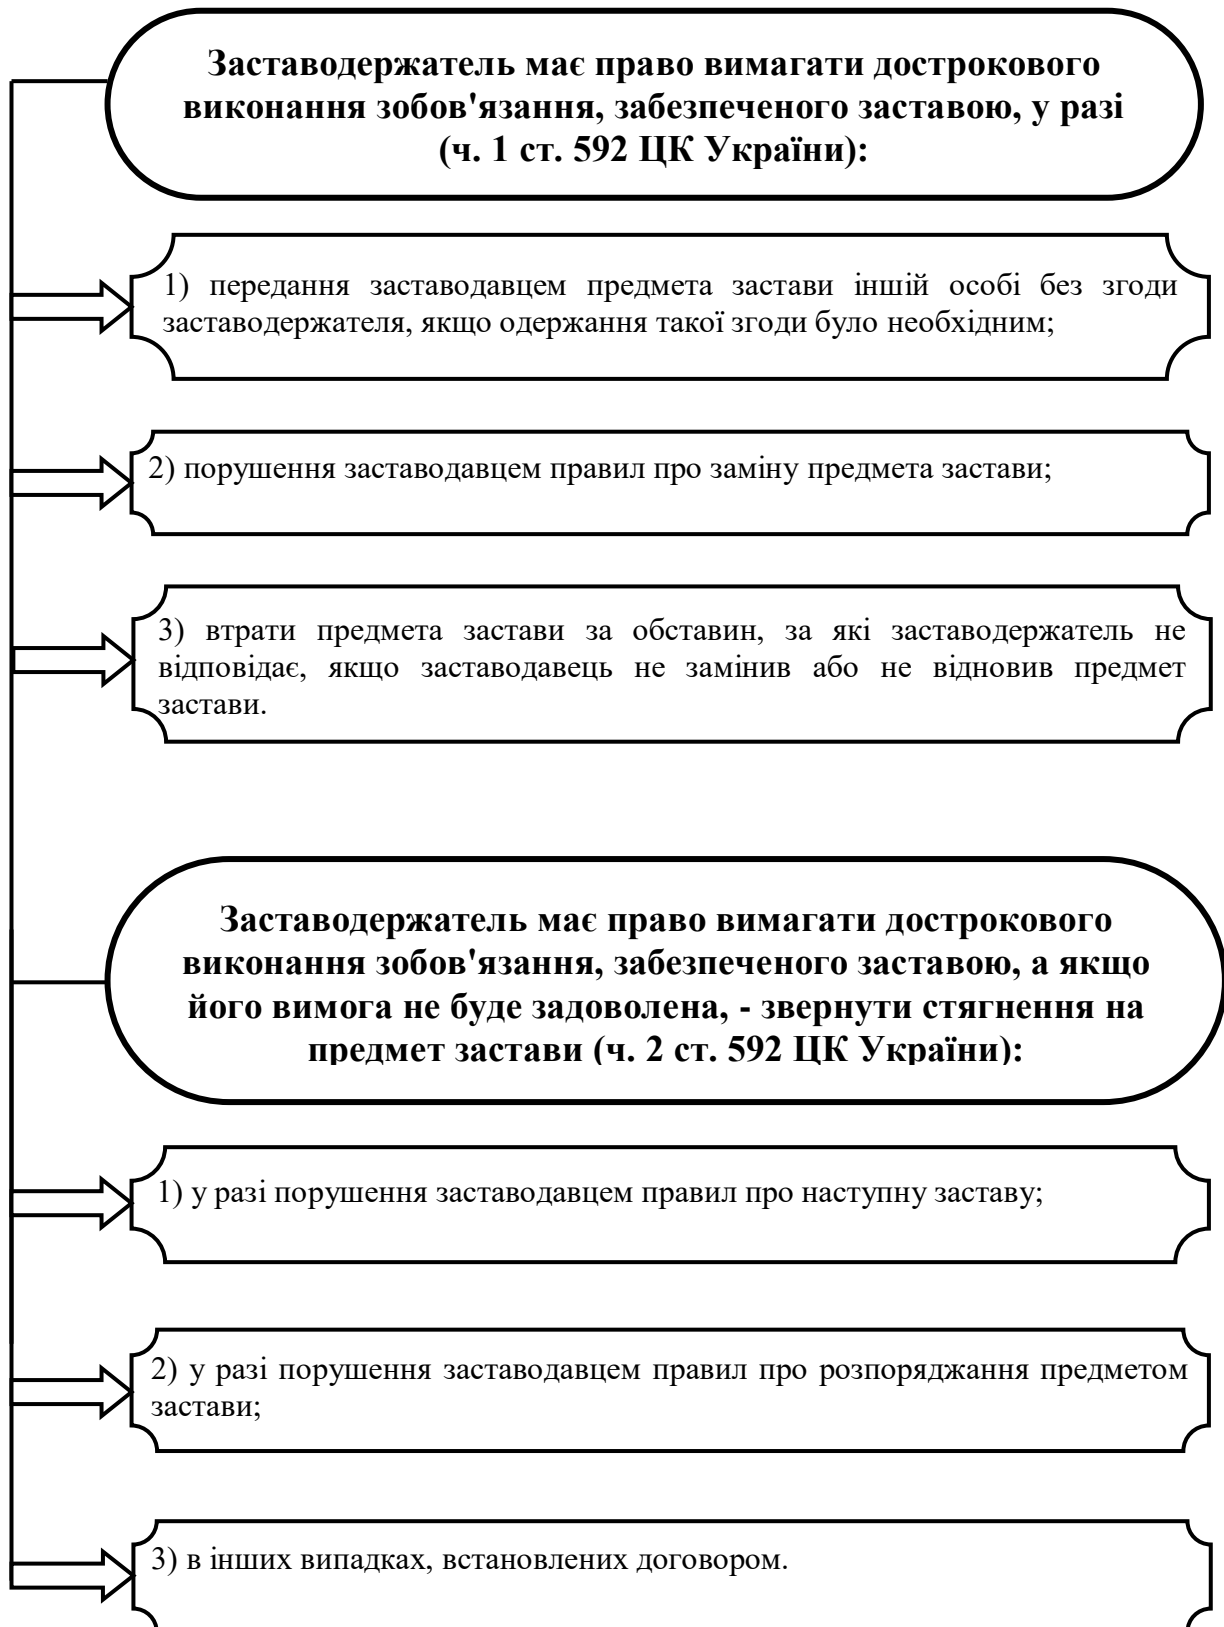 Заставодержатель має право вимагати дострокового
виконання зобов'язання, забезпеченого заставою, у разі
(ч. 1 ст. 592 ЦК України):
1) передання заставодавцем предмета застави іншій особі без згоди
заставодержателя, якщо одержання такої згоди було необхідним;
2) порушення заставодавцем правил про заміну предмета застави;
3) втрати предмета застави за обставин, за які заставодержатель не
відповідає, якщо заставодавець не замінив або не відновив предмет
застави.
Заставодержатель має право вимагати дострокового
виконання зобов'язання, забезпеченого заставою, а якщо
його вимога не буде задоволена, - звернути стягнення на
предмет застави (ч. 2 ст. 592 ЦК України):
1) у разі порушення заставодавцем правил про наступну заставу;
2) у разі порушення заставодавцем правил про розпоряджання предметом
застави;
3) в інших випадках, встановлених договором.